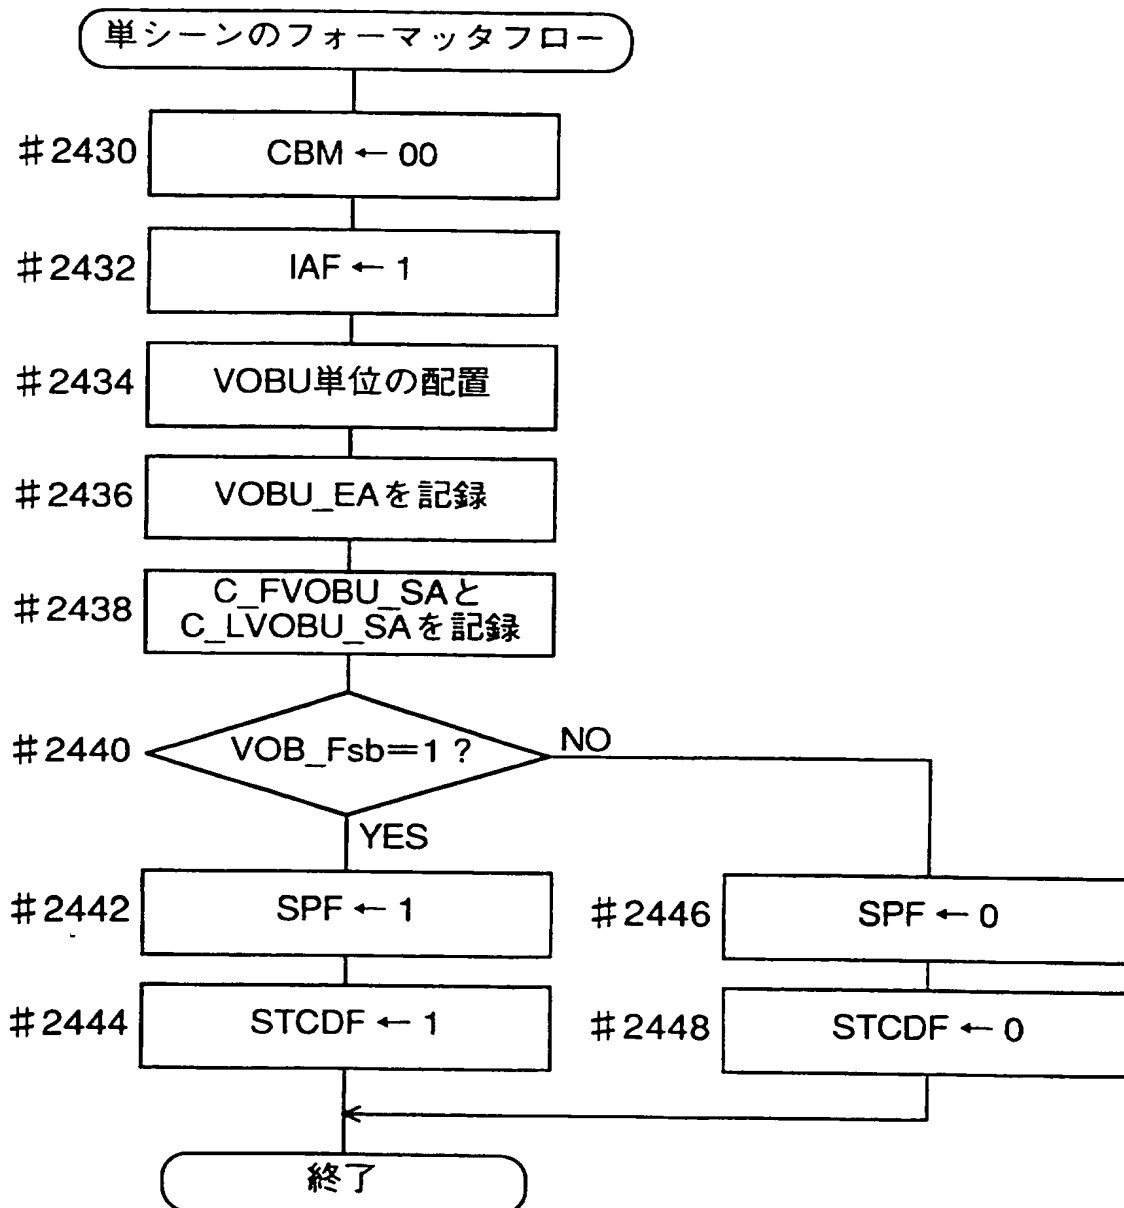 単シーンのフォーマッタフロー
#2430
CBM ← 00
#2432
IAF ← 1
#2434
VOBU単位の配置
#2436
VOBU_EAを記録
#2438
C_FVOBU_SAと
C_LVOBU_SAを記録
#2440
VOB_Fsb=1 ?
NO
YES
#2442
SPF ← 1
#2446
SPF ← 0
#2444
STCDF ← 1
#2448
STCDF ← 0
終了